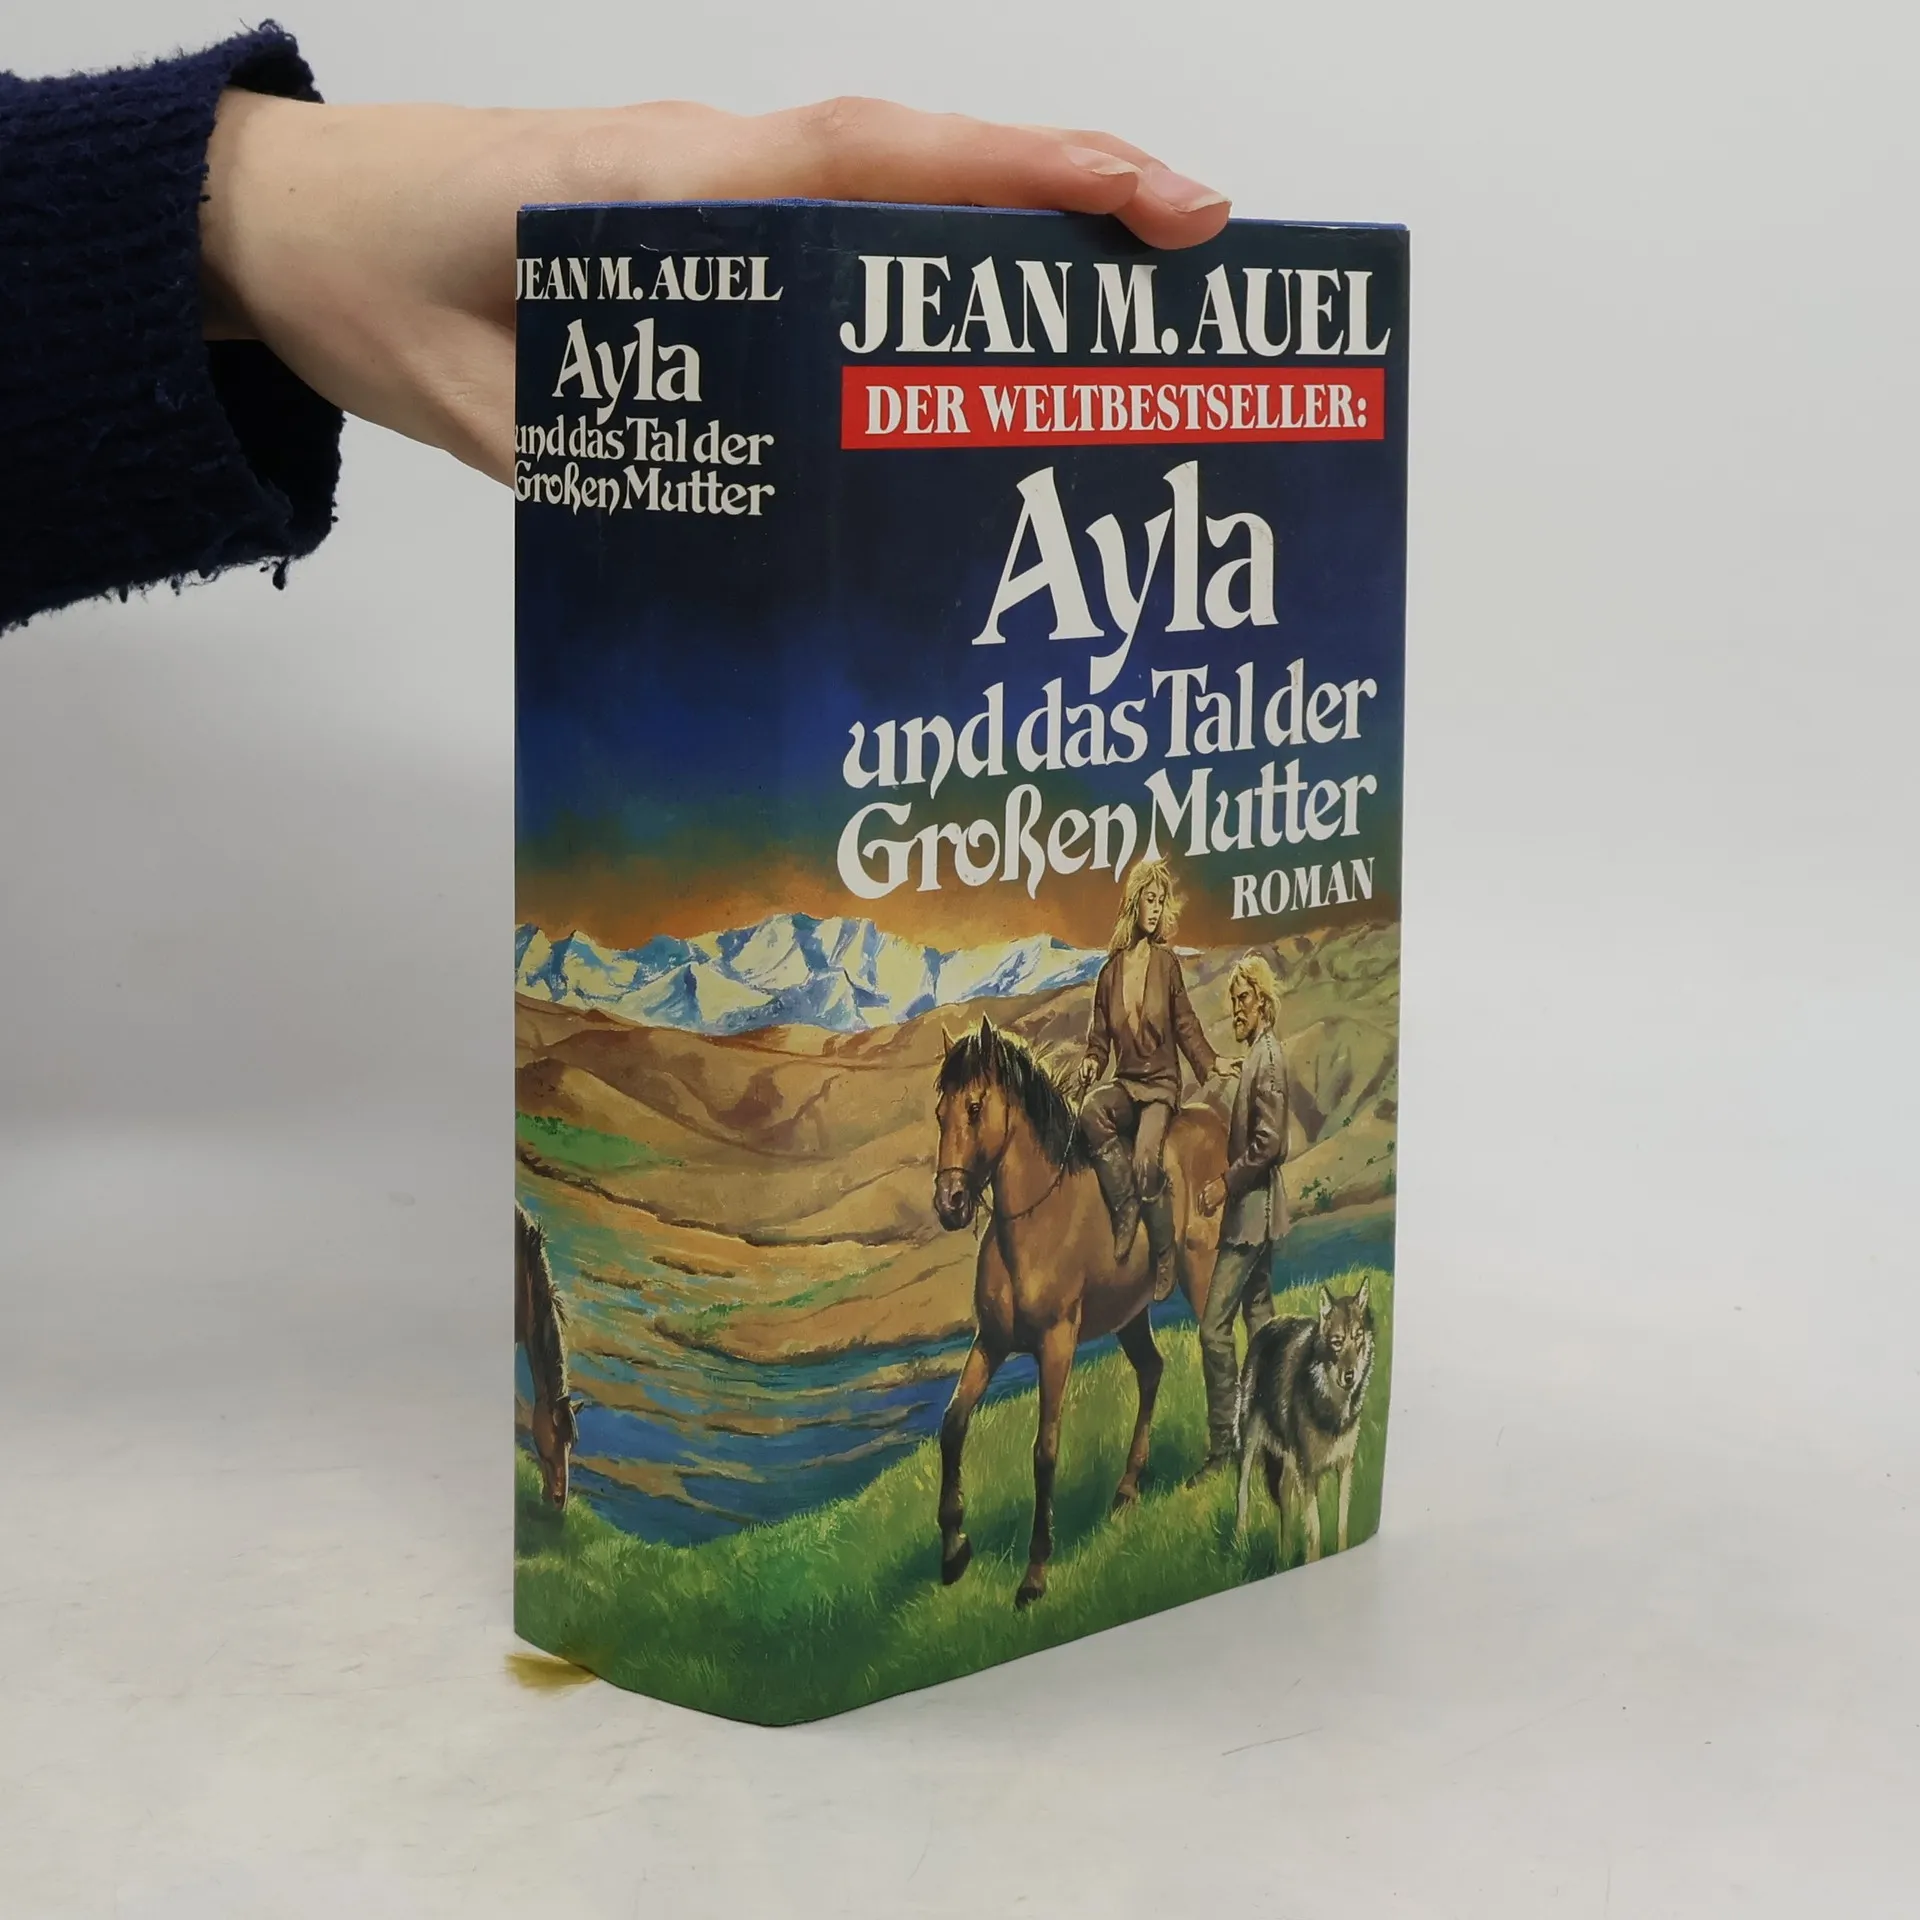 JEAN M. AUEL
Ayla
und das Tal der
Großen Mutter
JEAN M. AUEL
DER WELTBESTSELLER:
Ayla
und das Tal der
Großen Mutter
ROMAN